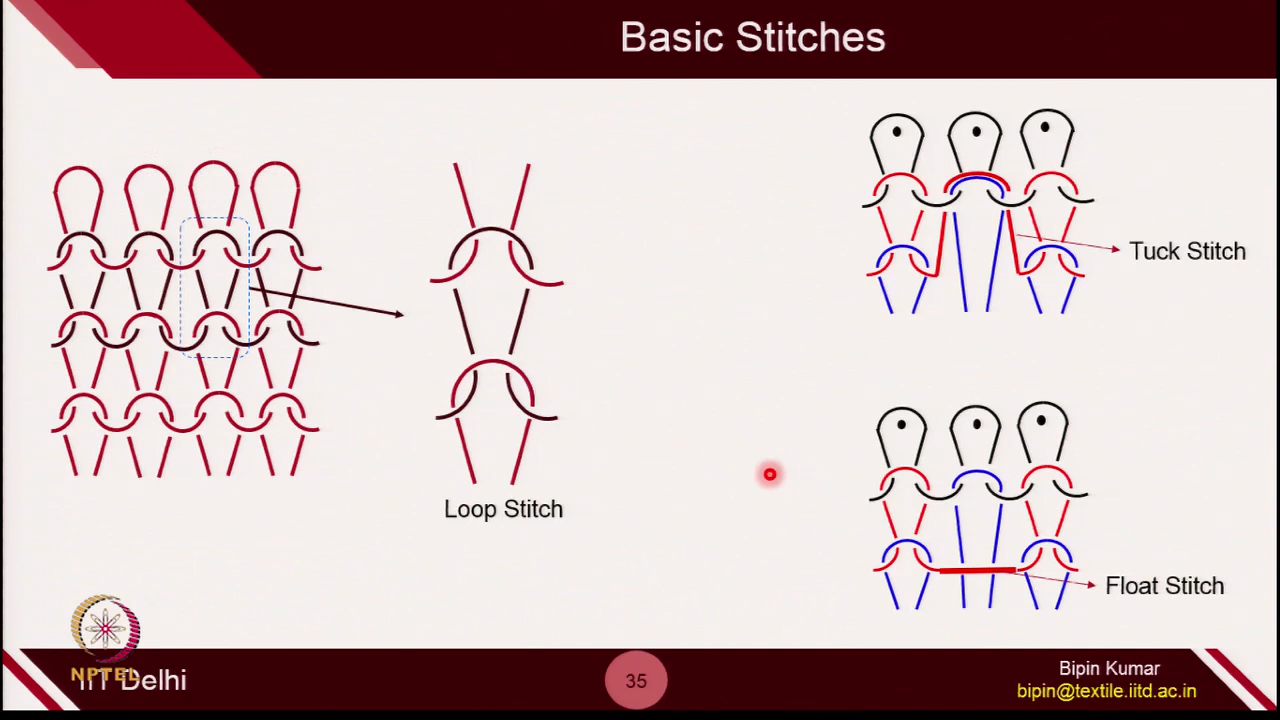 Basic Stitches
Tuck Stitch
Loop Stitch
Float Stitch
NPTEL
IIT Delhi
35
Bipin Kumar
bipin@textile.iitd.ac.in